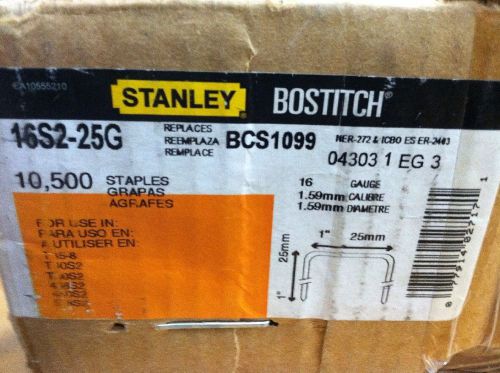 EA10555210
STANLEY BOSTITCH®
16S2-25G
REPLACES
REEMPLAZA
REMPLACE
BCS1099
NER-272 & ICBO ES ER-2403
04303 1 EG 3
10,500 STAPLES
GRAPAS
AGRAFES
16 GAUGE
1.59mm CALIBRE
1.59mm DIAMETRE
FOR USE IN:
PARA USO EN:
A UTILISER EN:
1" 25mm
25mm
1"